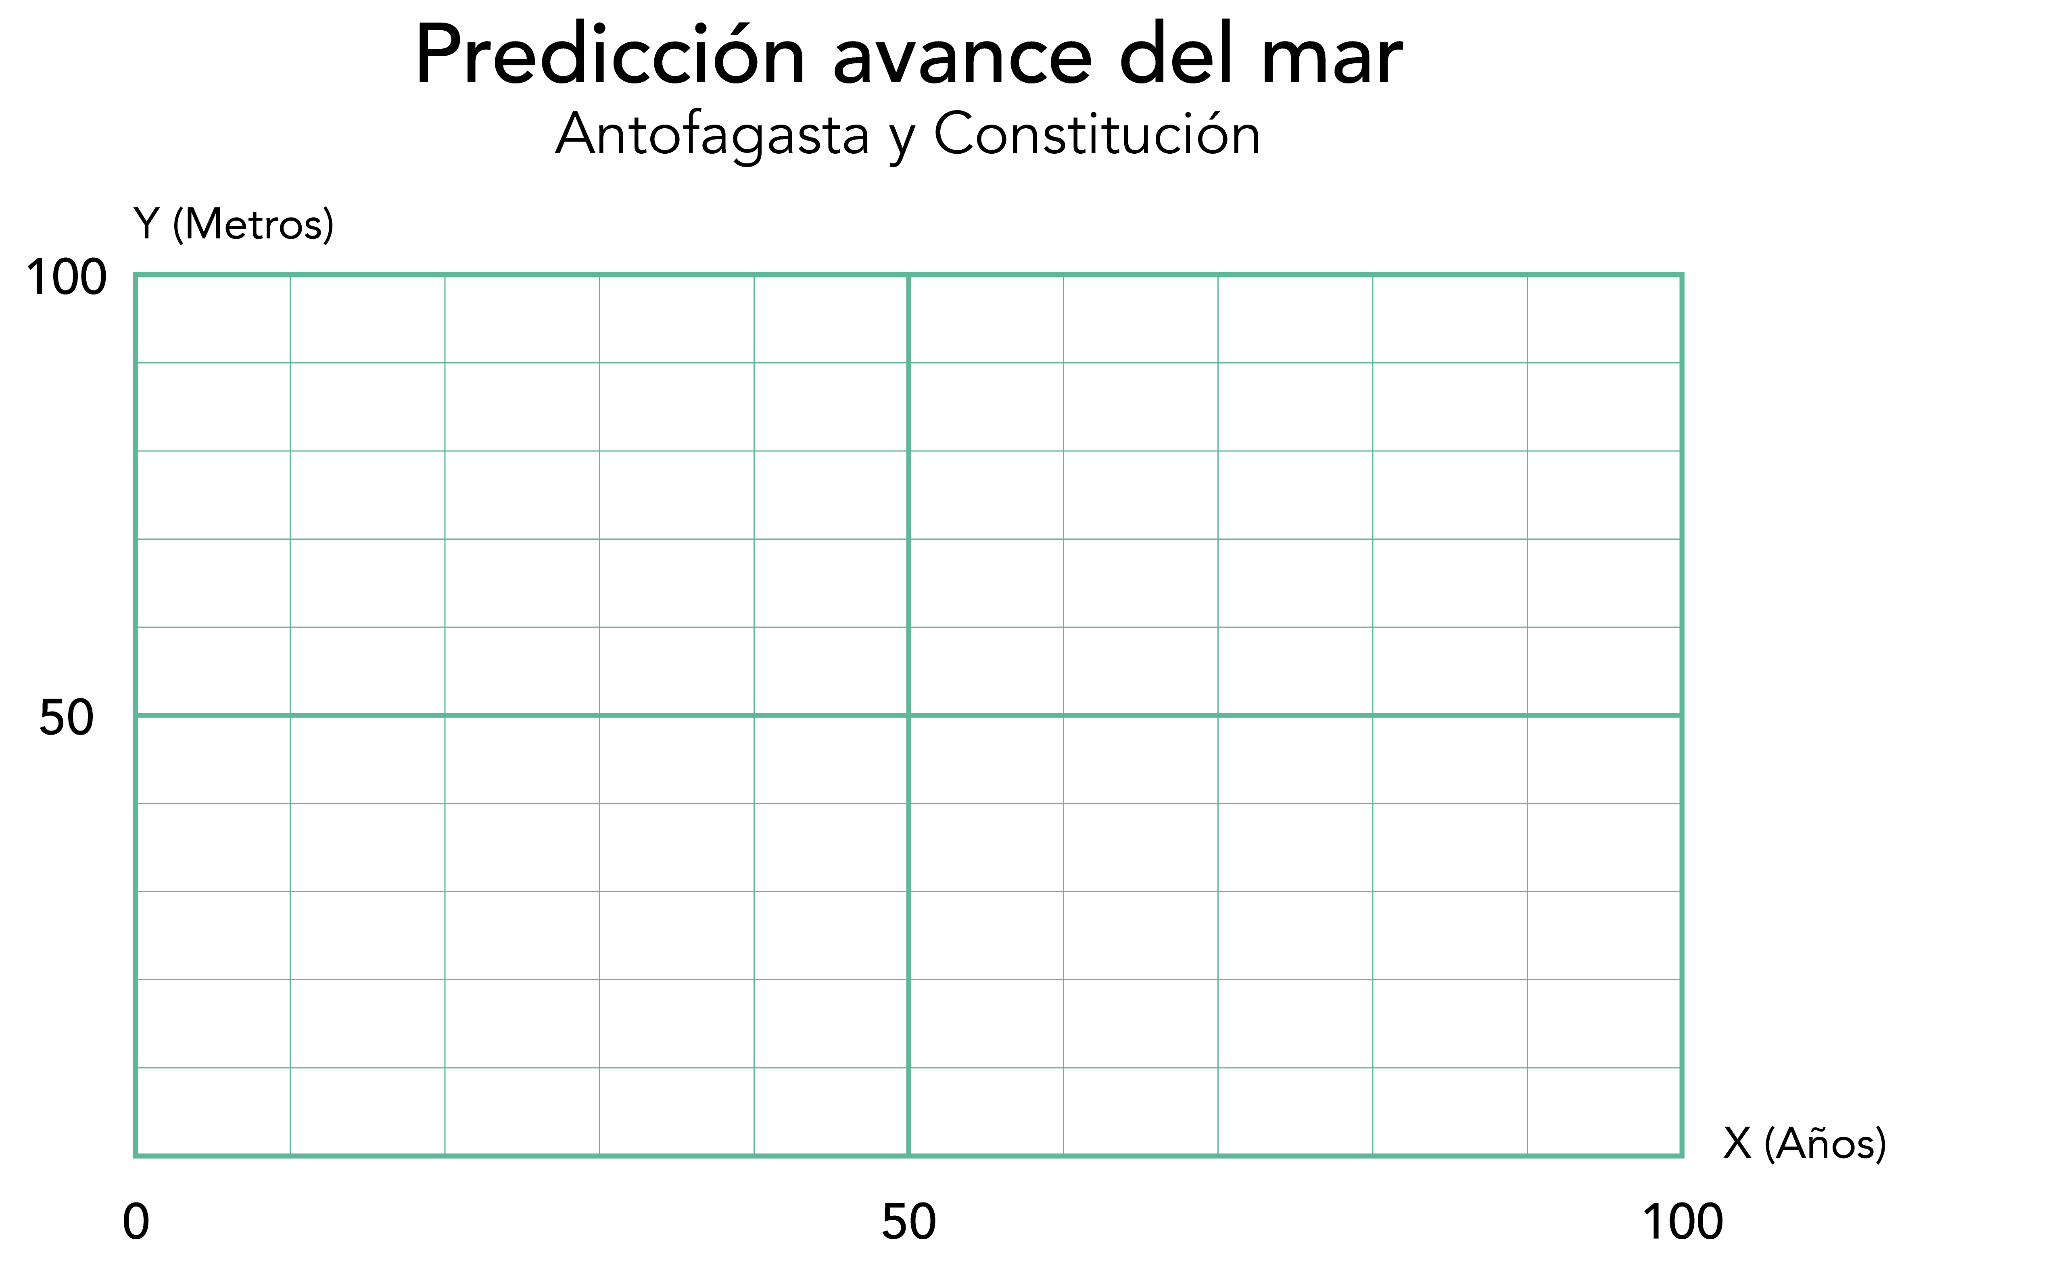 Predicción avance del mar
Antofagasta y Constitución
Y (Metros)
100
50
X (Años)
0 50 100